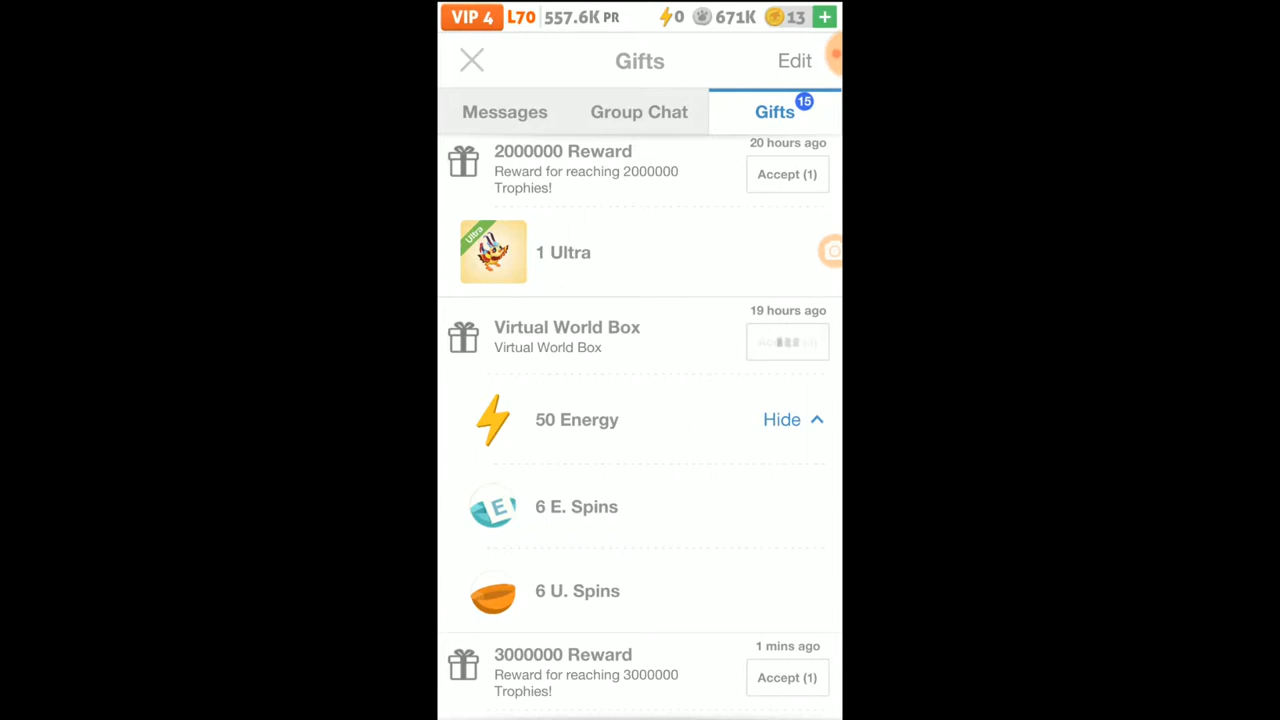 VIP 4 L70 557.6K PR 0 671K 13 +
Gifts Edit
Messages Group Chat Gifts 15
20 hours ago
2000000 Reward
Reward for reaching 2000000
Trophies!
Accept (1)
Ultra
1 Ultra
19 hours ago
Virtual World Box
Virtual World Box
50 Energy Hide
E
6 E. Spins
6 U. Spins
1 mins ago
3000000 Reward
Reward for reaching 3000000
Trophies!
Accept (1)